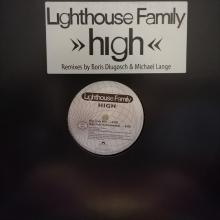 Lighthouse Family
»high«
Remixes by Boris Dlugosch & Michael Lange
Lighthouse Family
HIGH